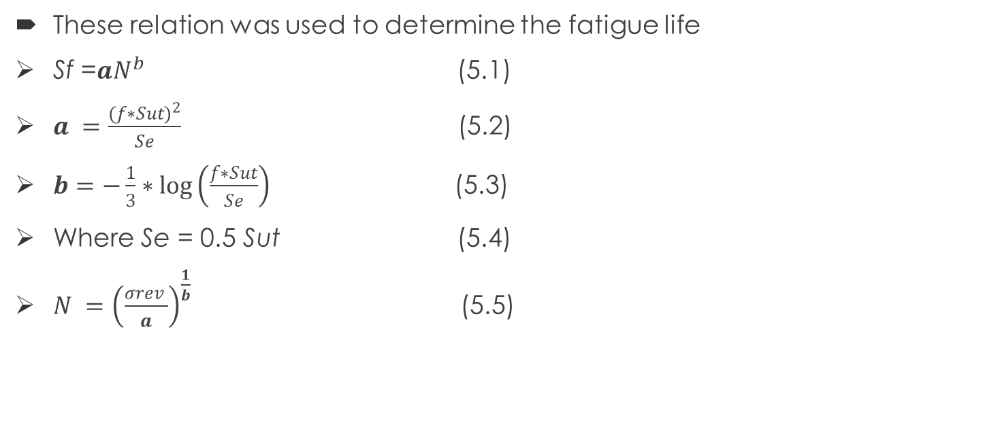 These relation was used to determine the fatigue life
Sf =aN^b (5.1)
a = (f∗Sut)^2/Se (5.2)
b = −1/3 ∗ log(f∗Sut/Se) (5.3)
Where Se = 0.5 Sut (5.4)
N = (σrev/a)^(1/b) (5.5)